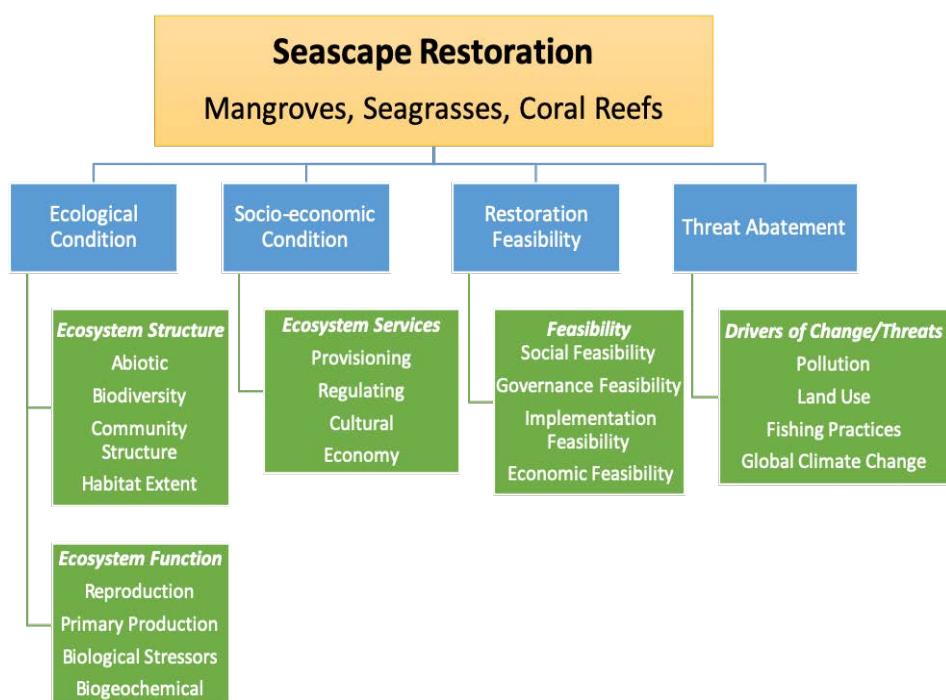 Seascape Restoration
Mangroves, Seagrasses, Coral Reefs
Ecological
Condition
Socio-economic
Condition
Restoration
Feasibility
Threat Abatement
Ecosystem Structure
Abiotic
Biodiversity
Community
Structure
Habitat Extent
Ecosystem Function
Reproduction
Primary Production
Biological Stressors
Biogeochemical
Ecosystem Services
Provisioning
Regulating
Cultural
Economy
Feasibility
Social Feasibility
Governance Feasibility
Implementation
Feasibility
Economic Feasibility
Drivers of Change/Threats
Pollution
Land Use
Fishing Practices
Global Climate Change